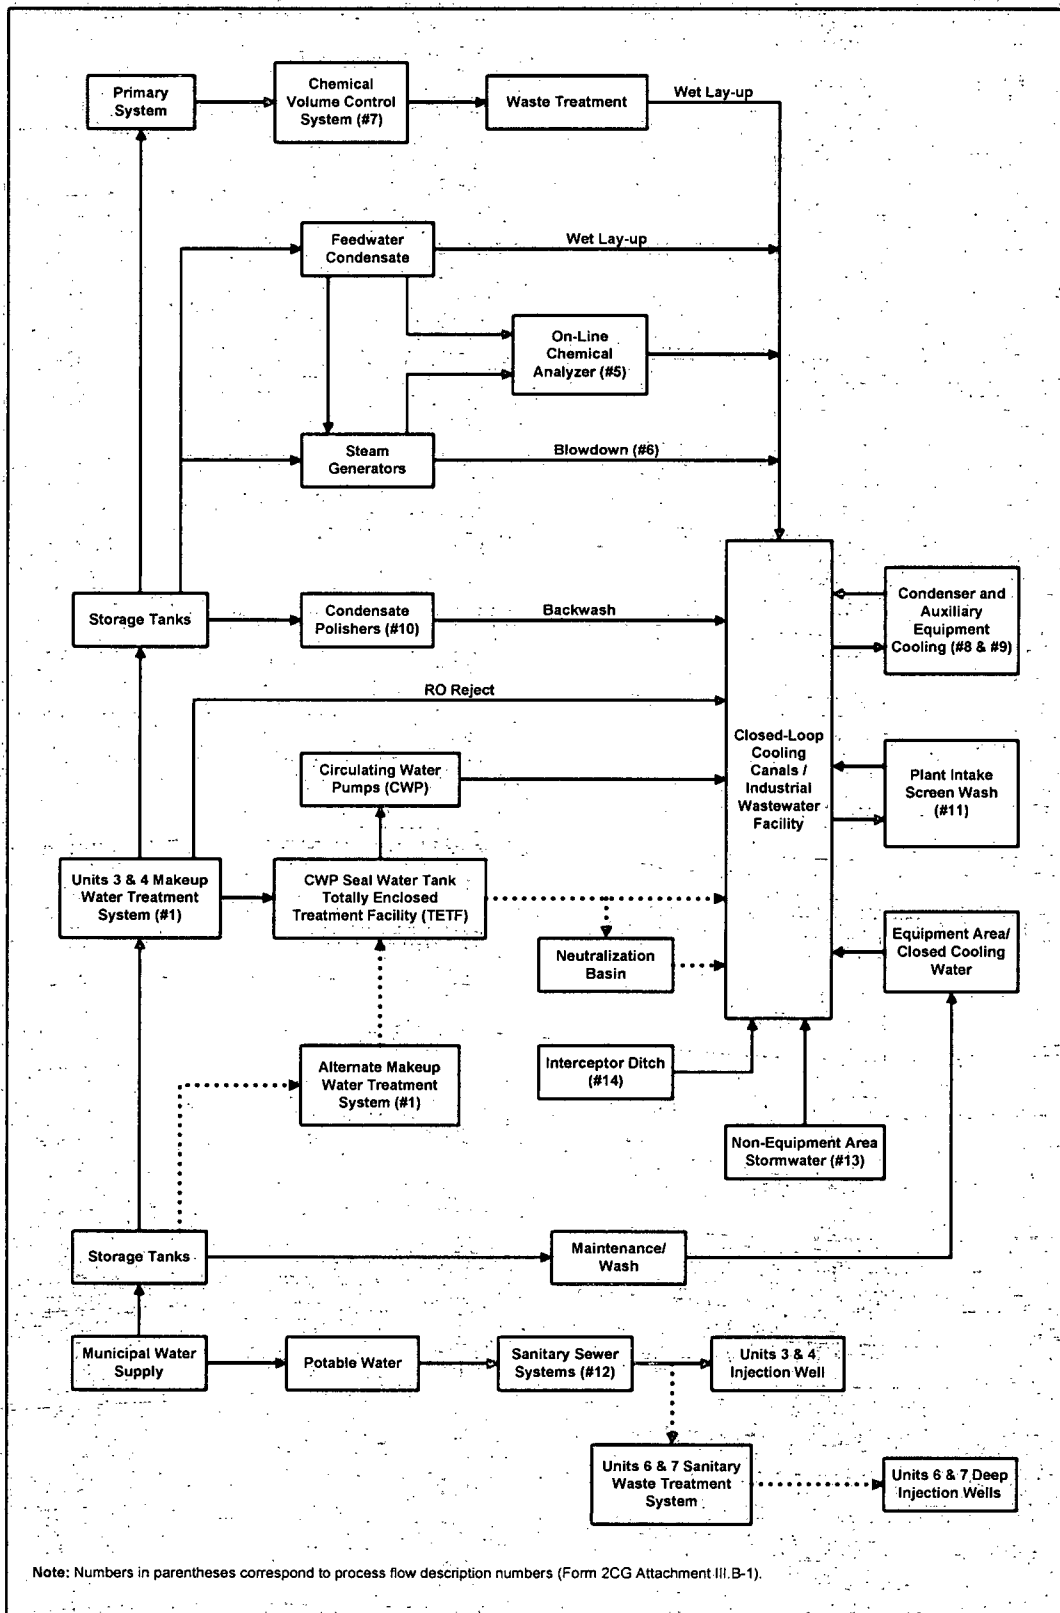 Primary
System
Chemical
Volume Control
System (#7)
Waste Treatment
Wet Lay-up
Feedwater
Condensate
Wet Lay-up
On-Line
Chemical
Analyzer (#5)
Steam
Generators
Blowdown (#6)
Storage Tanks
Condensate
Polishers (#10)
Backwash
Condenser and
Auxiliary
Equipment
Cooling (#8 & #9)
RO Reject
Circulating Water
Pumps (CWP)
Closed-Loop
Cooling
Canals /
Industrial
Wastewater
Facility
Plant Intake
Screen Wash
(#11)
Units 3 & 4 Makeup
Water Treatment
System (#1)
CWP Seal Water Tank
Totally Enclosed
Treatment Facility (TETF)
Neutralization
Basin
Equipment Area/
Closed Cooling
Water
Alternate Makeup
Water Treatment
System (#1)
Interceptor Ditch
(#14)
Non-Equipment Area
Stormwater (#13)
Storage Tanks
Maintenance/
Wash
Municipal Water
Supply
Potable Water
Sanitary Sewer
Systems (#12)
Units 3 & 4
Injection Well
Units 6 & 7 Sanitary
Waste Treatment
System
Units 6 & 7 Deep
Injection Wells
Note: Numbers in parentheses correspond to process flow description numbers (Form 2CG Attachment III.B-1).